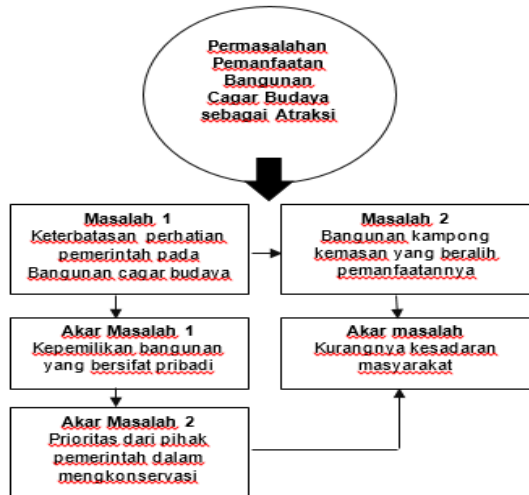 Permasalahan
Pemanfaatan
Bangunan
Cagar Budaya
sebagai Atraksi
Masalah 1
Keterbatasan perhatian
pemerintah pada
Bangunan cagar budaya
Masalah 2
Bangunan kampong
kemasan yang beralih
pemanfaatannya
Akar Masalah 1
Kepemilikan bangunan
yang bersifat pribadi
Akar masalah
Kurangnya kesadaran
masyarakat
Akar Masalah 2
Prioritas dari pihak
pemerintah dalam
mengkonservasi